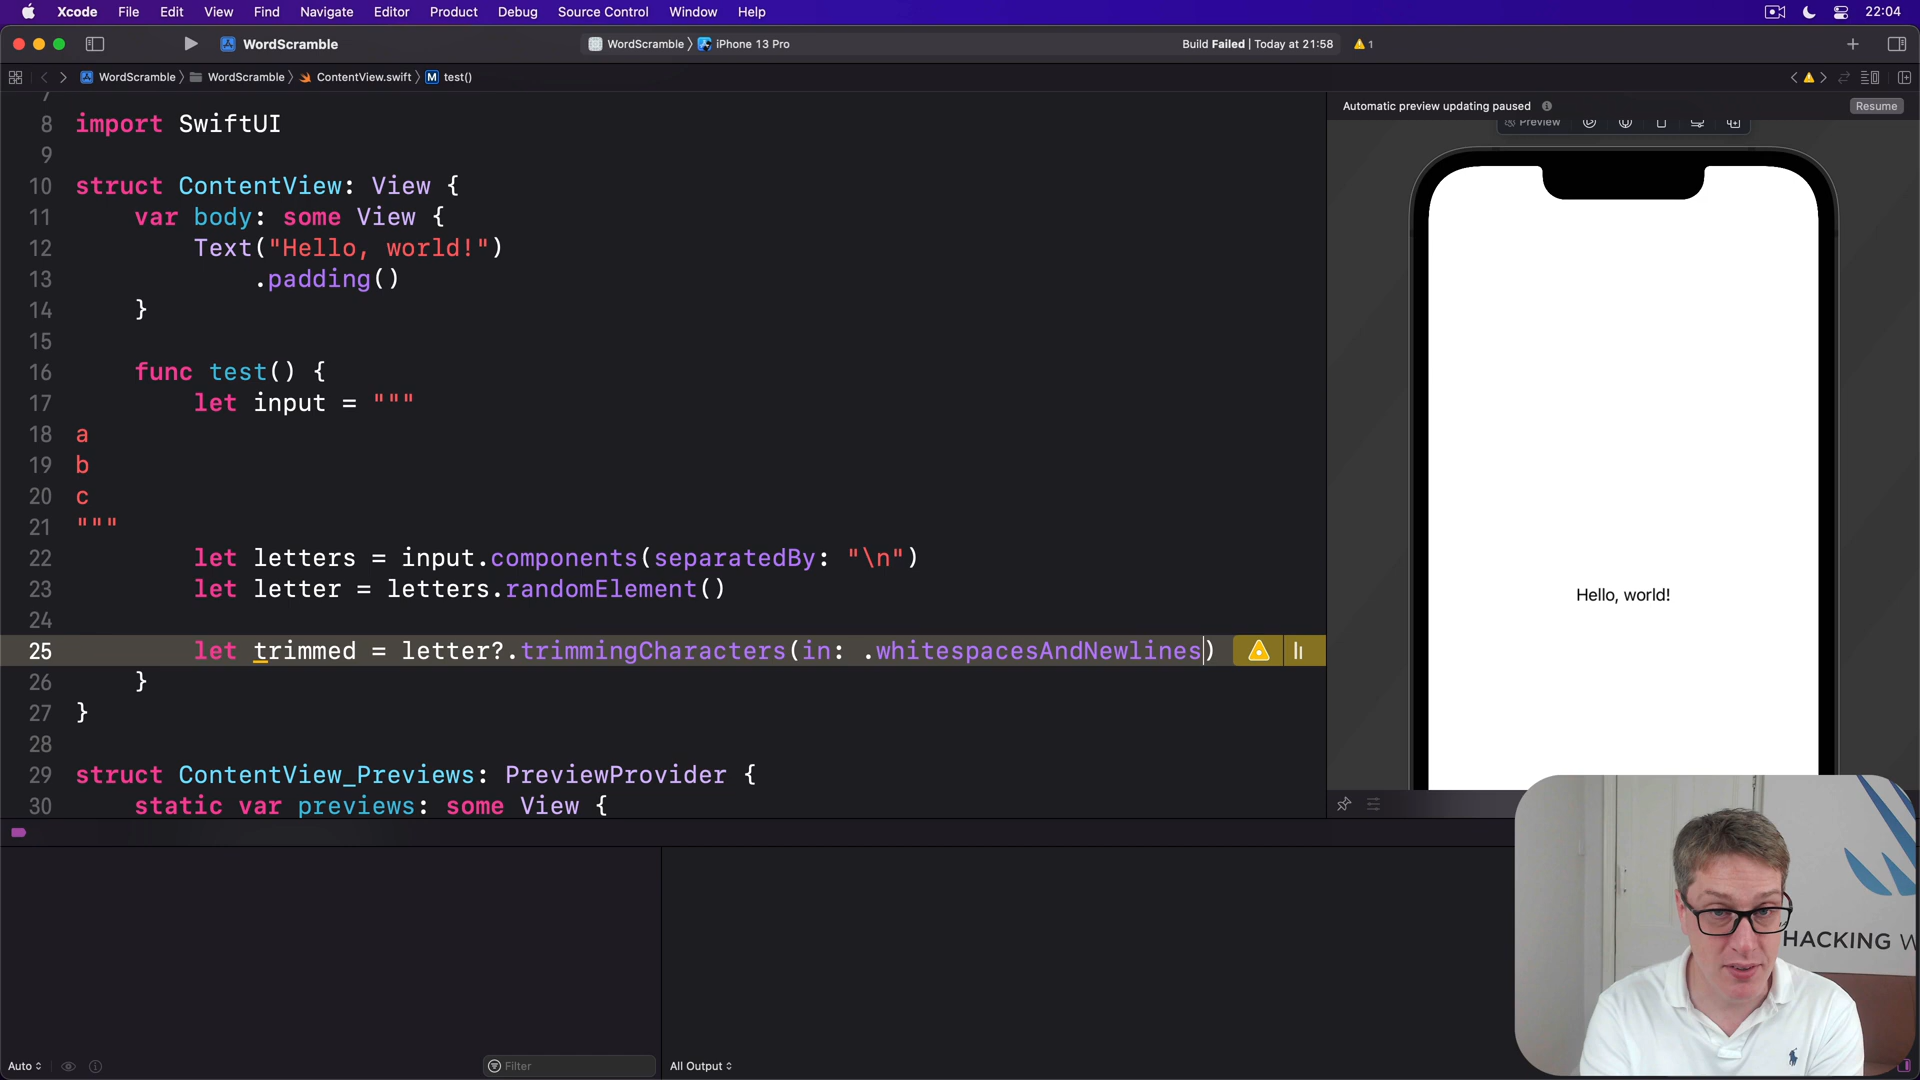 Xcode File Edit View Find Navigate Editor Product Debug Source Control Window Help 22:04
WordScramble WordScramble iPhone 13 Pro Build Failed | Today at 21:58 1
WordScramble WordScramble ContentView.swift M test()
Automatic preview updating paused Resume
Preview
7
8 import SwiftUI
9
10 struct ContentView: View {
11 var body: some View {
12 Text("Hello, world!")
13 .padding()
14 }
15
16 func test() {
17 let input = """
18 a
19 b
20 c
21 """
22 let letters = input.components(separatedBy: "\n")
23 let letter = letters.randomElement()
24
25 let trimmed = letter?.trimmingCharacters(in: .whitespacesAndNewlines)
26 }
27 }
28
29 struct ContentView_Previews: PreviewProvider {
30 static var previews: some View {
Hello, world!
HACKING W
Auto Filter All Output